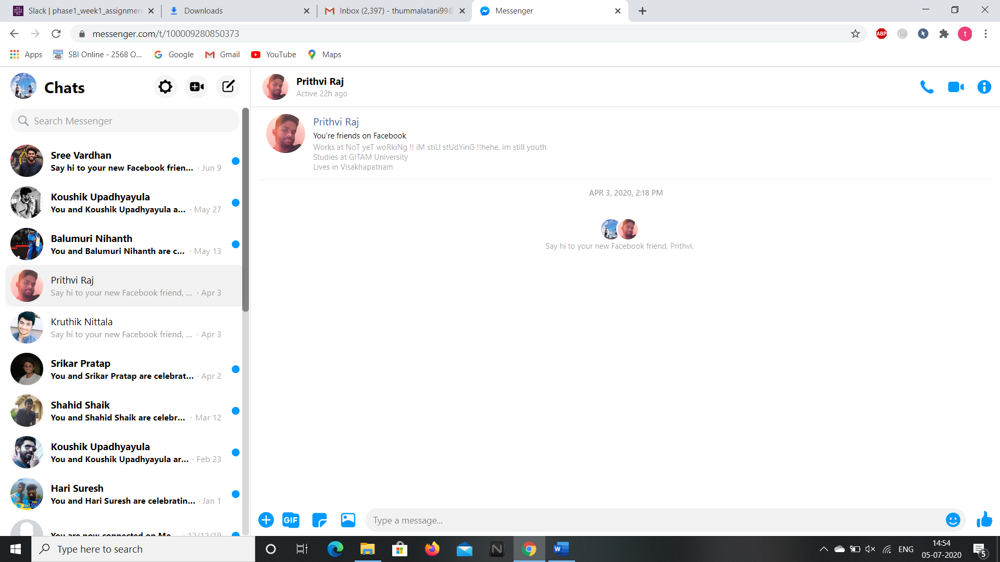 Slack | phase1_week1_assignmen
Downloads
Inbox (2,397) - thummalatani99@
Messenger
messenger.com/t/100009280850373
ABP
t
Apps
SBI Online - 2568 O...
Google
Gmail
YouTube
Maps
Chats
Search Messenger
Sree Vardhan
Say hi to your new Facebook frien... · Jun 9
Koushik Upadhyayula
You and Koushik Upadhyayula a... · May 27
Balumuri Nihanth
You and Balumuri Nihanth are c... · May 13
Prithvi Raj
Say hi to your new Facebook friend, ... · Apr 3
Kruthik Nittala
Say hi to your new Facebook friend, ... · Apr 3
Srikar Pratap
You and Srikar Pratap are celebrat... · Apr 2
Shahid Shaik
You and Shahid Shaik are celebr... · Mar 12
Koushik Upadhyayula
You and Koushik Upadhyayula ar... · Feb 23
Hari Suresh
You and Hari Suresh are celebratin... · Jan 1
You are now connected on Me... · 12/12/19
Prithvi Raj
Active 22h ago
Prithvi Raj
You're friends on Facebook
Works at NoT yeT woRkiNg !! iM stiLl stUdYinG !!hehe, im still youth
Studies at GITAM University
Lives in Visakhapatnam
APR 3, 2020, 2:18 PM
Say hi to your new Facebook friend, Prithvi.
GIF
Type a message...
Type here to search
N
W
ENG
14:54
05-07-2020
5